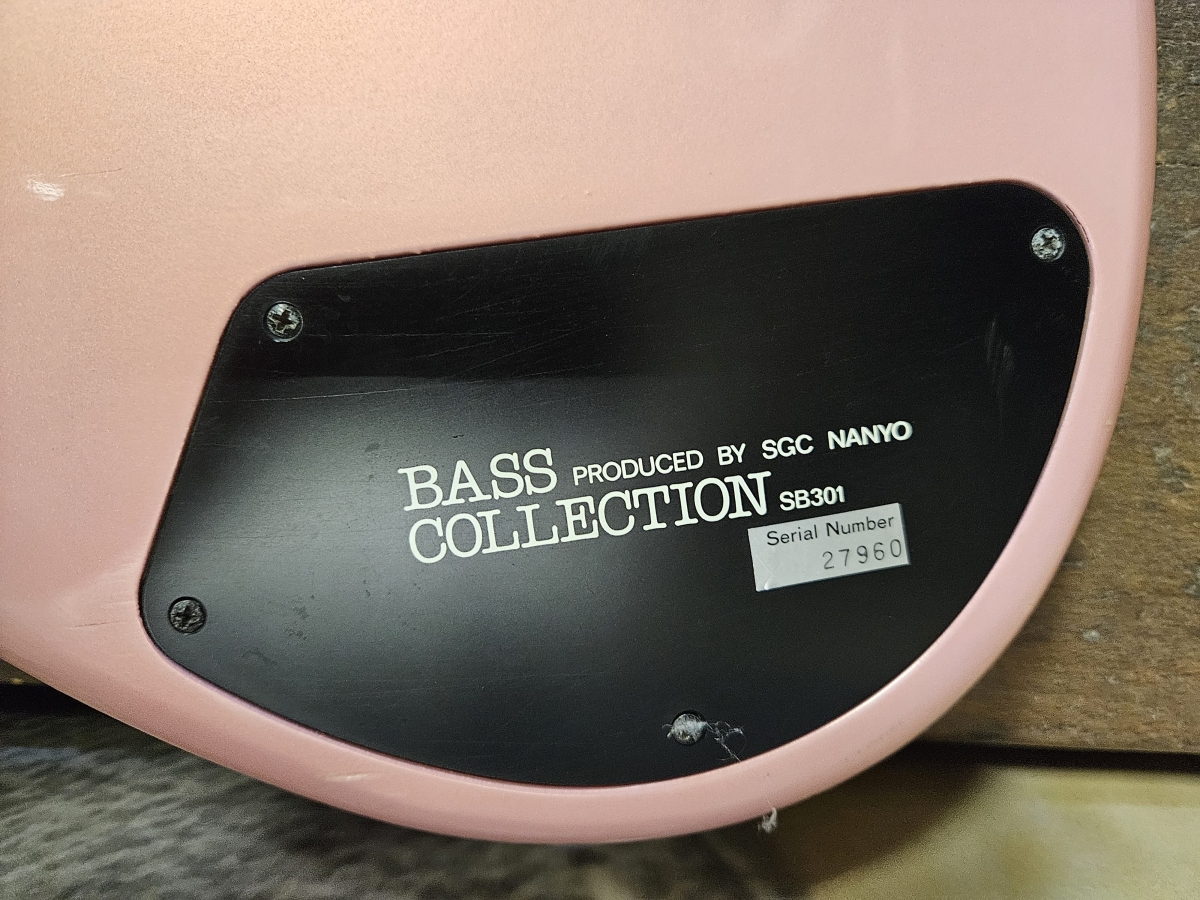 BASS PRODUCED BY SGC NANYO
COLLECTION SB301
Serial Number
27960